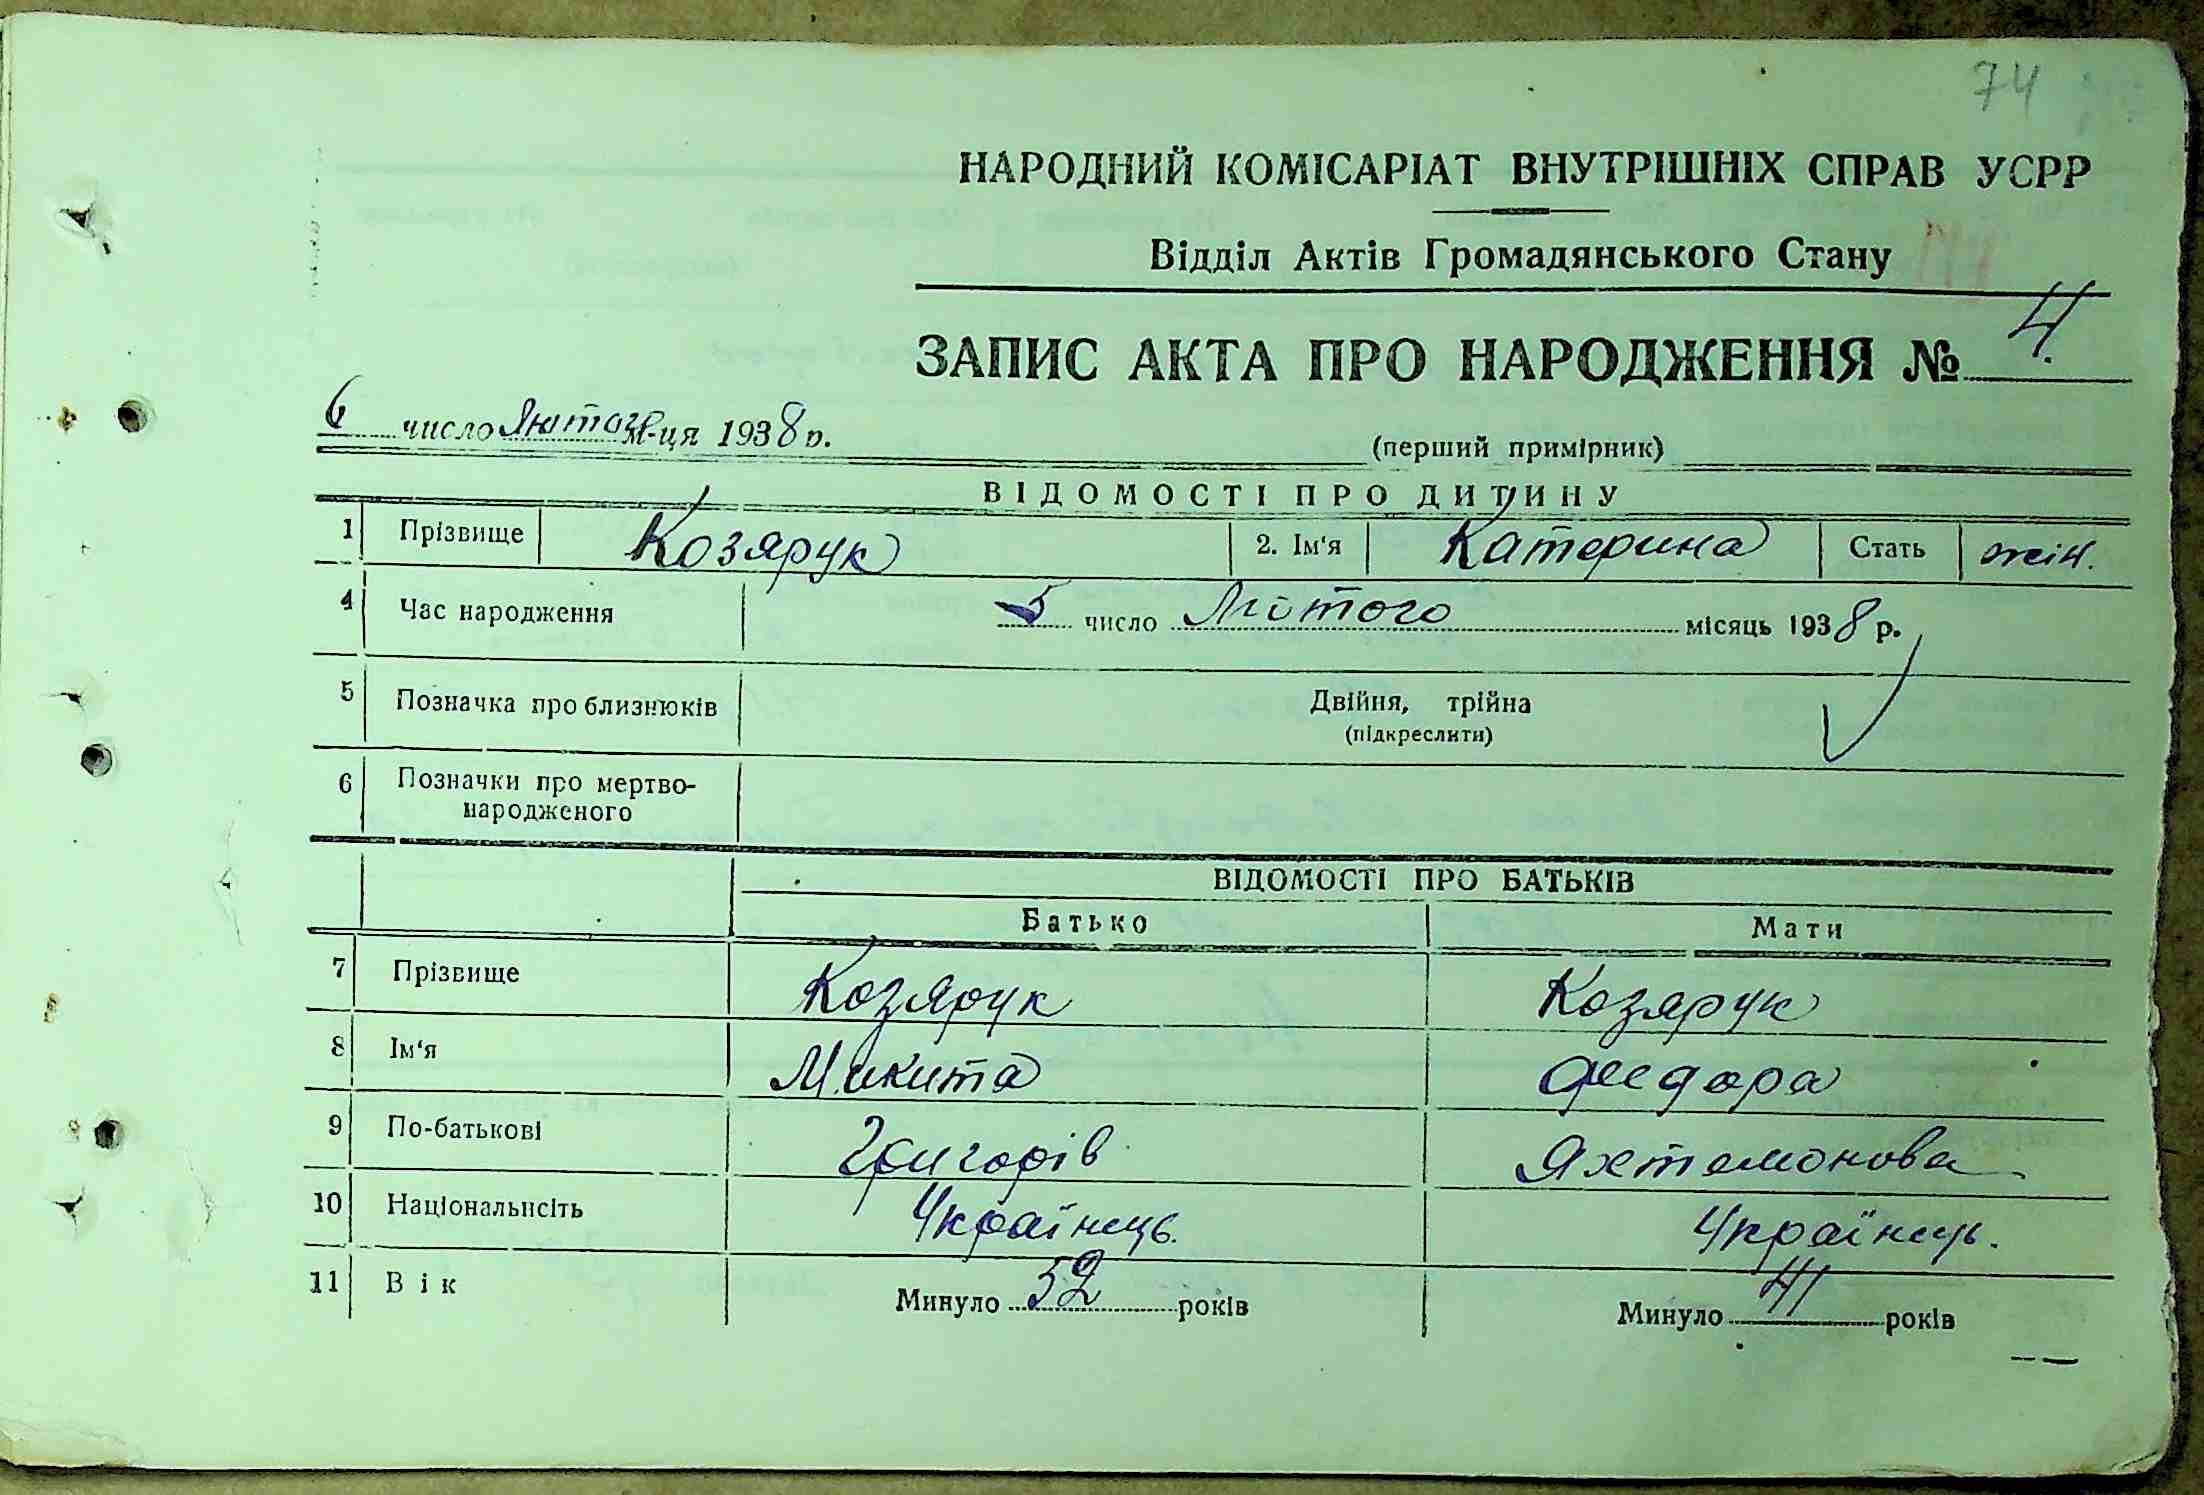 74
НАРОДНИЙ КОМІСАРІАТ ВНУТРІШНІХ СПРАВ УСРР
Відділ Актів Громадянського Стану
ЗАПИС АКТА ПРО НАРОДЖЕННЯ № 4.
6 число Лютого м-ця 1938 р.
(перший примірник)
ВІДОМОСТІ ПРО ДИТИНУ
1 Прізвище Козярук 2. Ім'я Катерина Стать жін.
4 Час народження 5 число Лютого місяць 1938 р.
5 Позначка про близнюків Двійня, трійна
(підкреслити)
6 Позначки про мертво-
народженого
ВІДОМОСТІ ПРО БАТЬКІВ
Батько Мати
7 Прізвище Козярук Козярук
8 Ім'я Микита Федора
9 По-батькові Григорів Яхтемонова
10 Національність Українець. Українець.
11 Вік Минуло 52 років Минуло 41 років